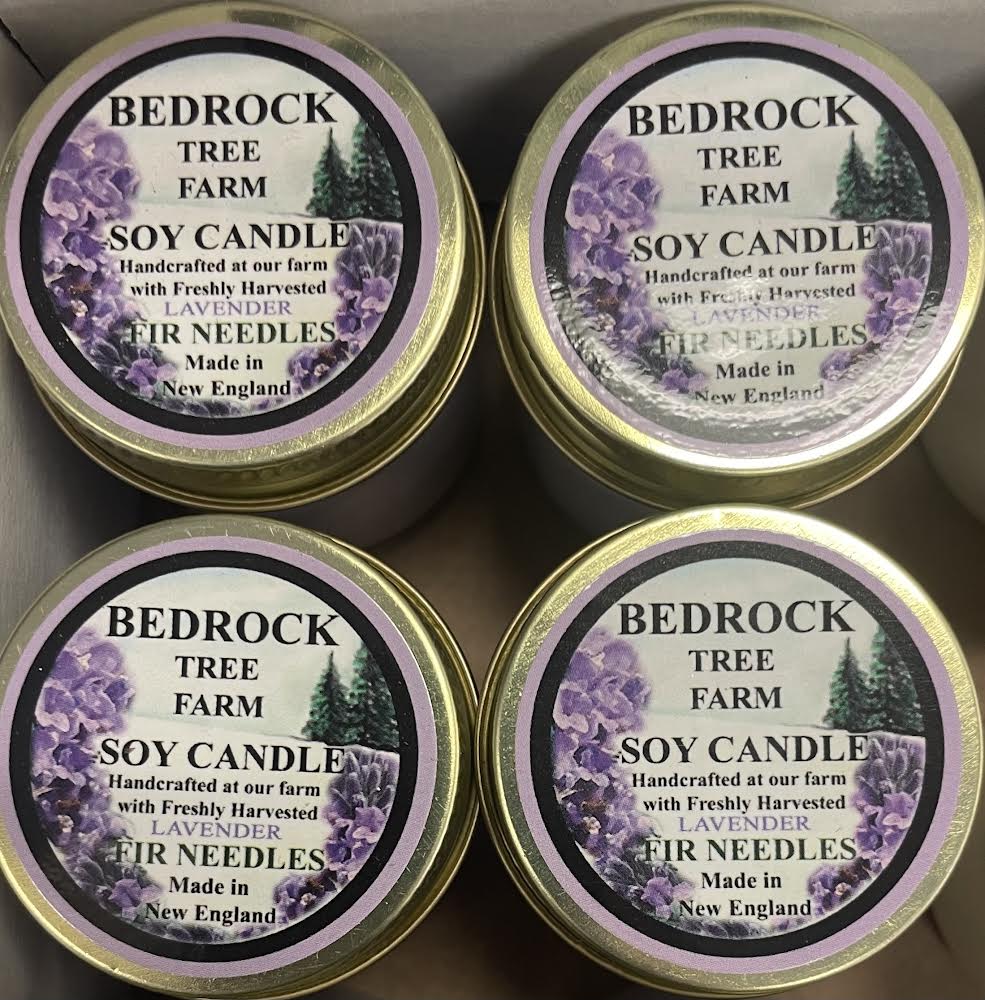 BEDROCK
TREE
FARM
SOY CANDLE
Handcrafted at our farm
with Freshly Harvested
LAVENDER
FIR NEEDLES
Made in
New England
BEDROCK
TREE
FARM
SOY CANDLE
Handcrafted at our farm
with Freshly Harvested
LAVENDER
FIR NEEDLES
Made in
New England
BEDROCK
TREE
FARM
SOY CANDLE
Handcrafted at our farm
with Freshly Harvested
LAVENDER
FIR NEEDLES
Made in
New England
BEDROCK
TREE
FARM
SOY CANDLE
Handcrafted at our farm
with Freshly Harvested
LAVENDER
FIR NEEDLES
Made in
New England